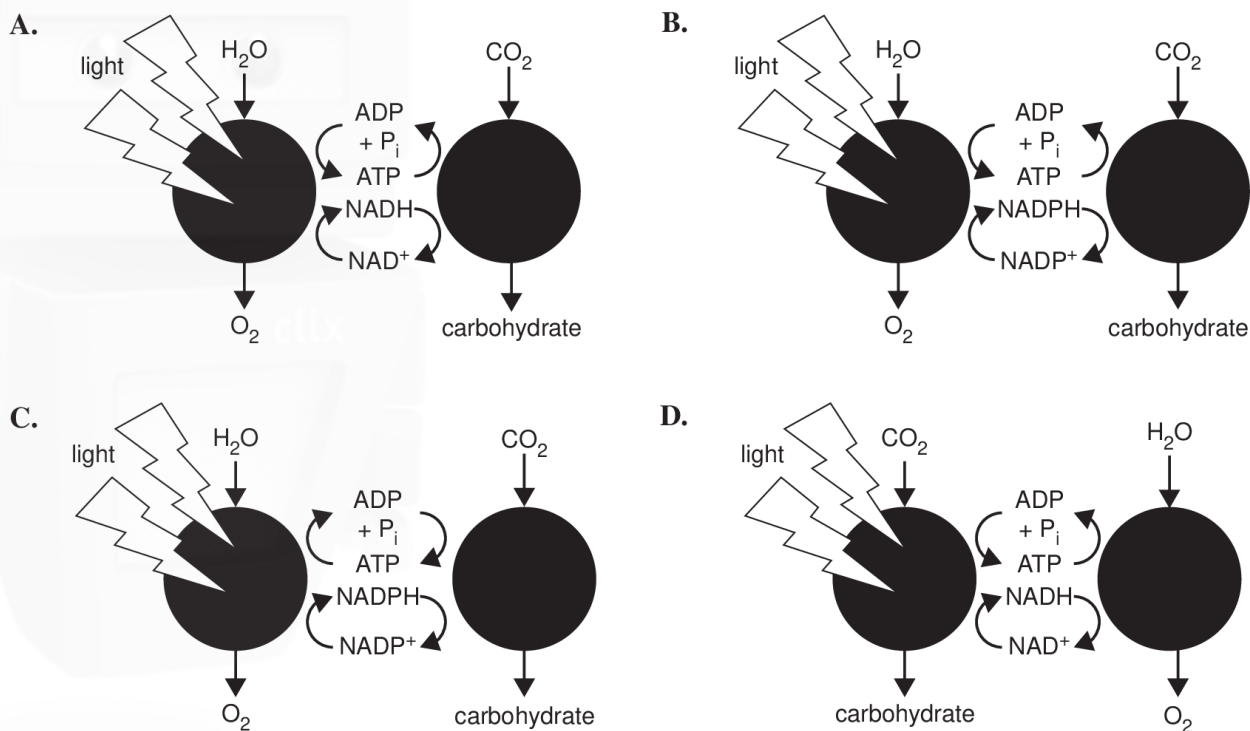 A.
light
H₂O
CO₂
ADP
+ Pᵢ
ATP
NADH
NAD⁺
O₂
carbohydrate
B.
light
H₂O
CO₂
ADP
+ Pᵢ
ATP
NADPH
NADP⁺
O₂
carbohydrate
C.
light
H₂O
CO₂
ADP
+ Pᵢ
ATP
NADPH
NADP⁺
O₂
carbohydrate
D.
light
CO₂
H₂O
ADP
+ Pᵢ
ATP
NADH
NAD⁺
carbohydrate
O₂
cllx